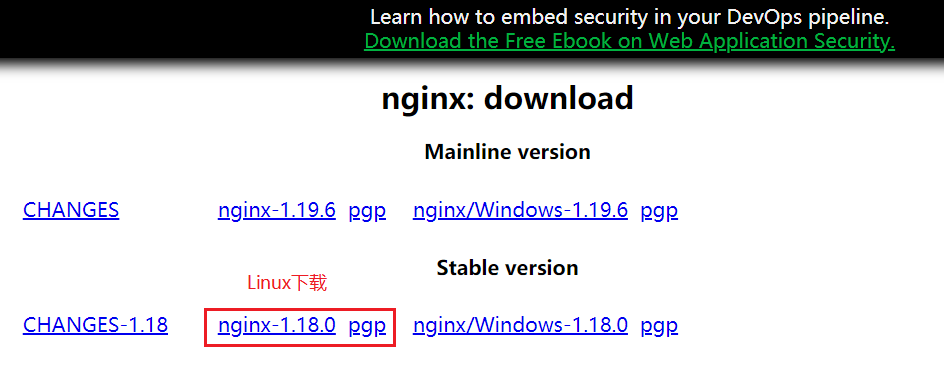 Learn how to embed security in your DevOps pipeline.
Download the Free Ebook on Web Application Security.
nginx: download
Mainline version
CHANGES nginx-1.19.6 pgp nginx/Windows-1.19.6 pgp
Stable version
Linux下载
CHANGES-1.18 nginx-1.18.0 pgp nginx/Windows-1.18.0 pgp